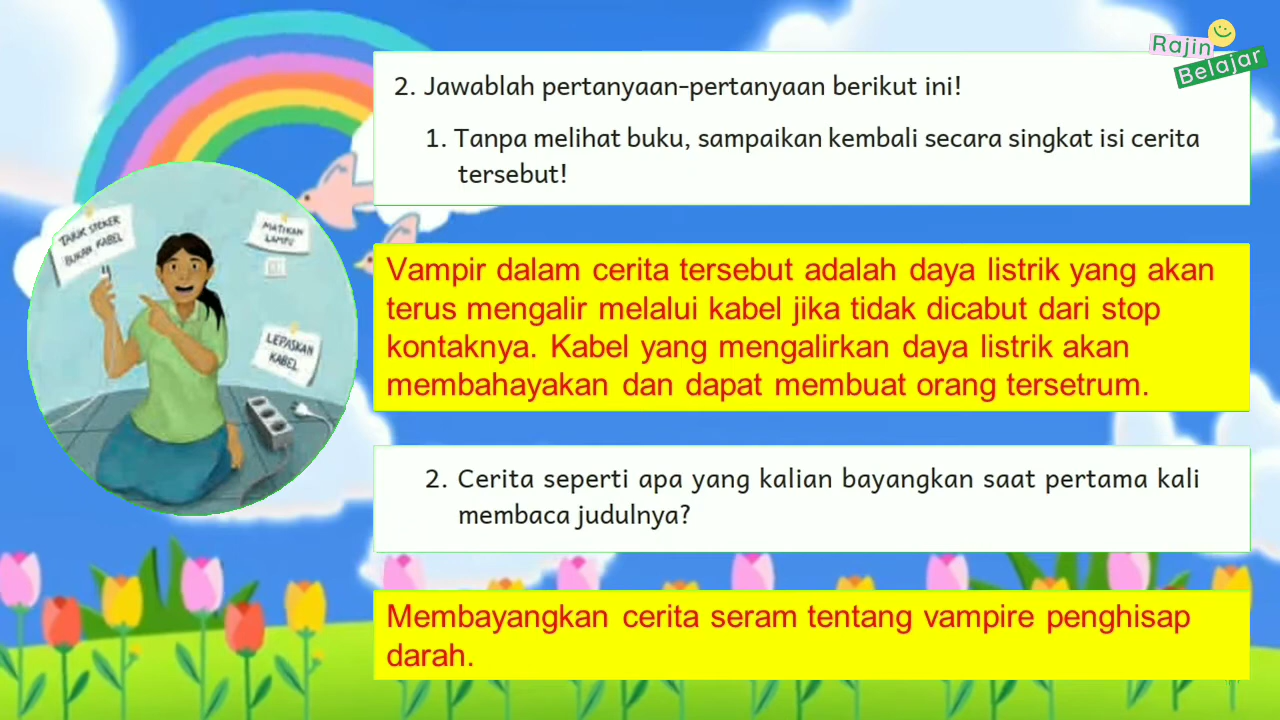 Rajin
Belajar
2. Jawablah pertanyaan-pertanyaan berikut ini!
1. Tanpa melihat buku, sampaikan kembali secara singkat isi cerita
tersebut!
TARIK STEKER
BUKAN KABEL
MATIKAN
LAMPU
LEPASKAN
KABEL
Vampir dalam cerita tersebut adalah daya listrik yang akan
terus mengalir melalui kabel jika tidak dicabut dari stop
kontaknya. Kabel yang mengalirkan daya listrik akan
membahayakan dan dapat membuat orang tersetrum.
2. Cerita seperti apa yang kalian bayangkan saat pertama kali
membaca judulnya?
Membayangkan cerita seram tentang vampire penghisap
darah.